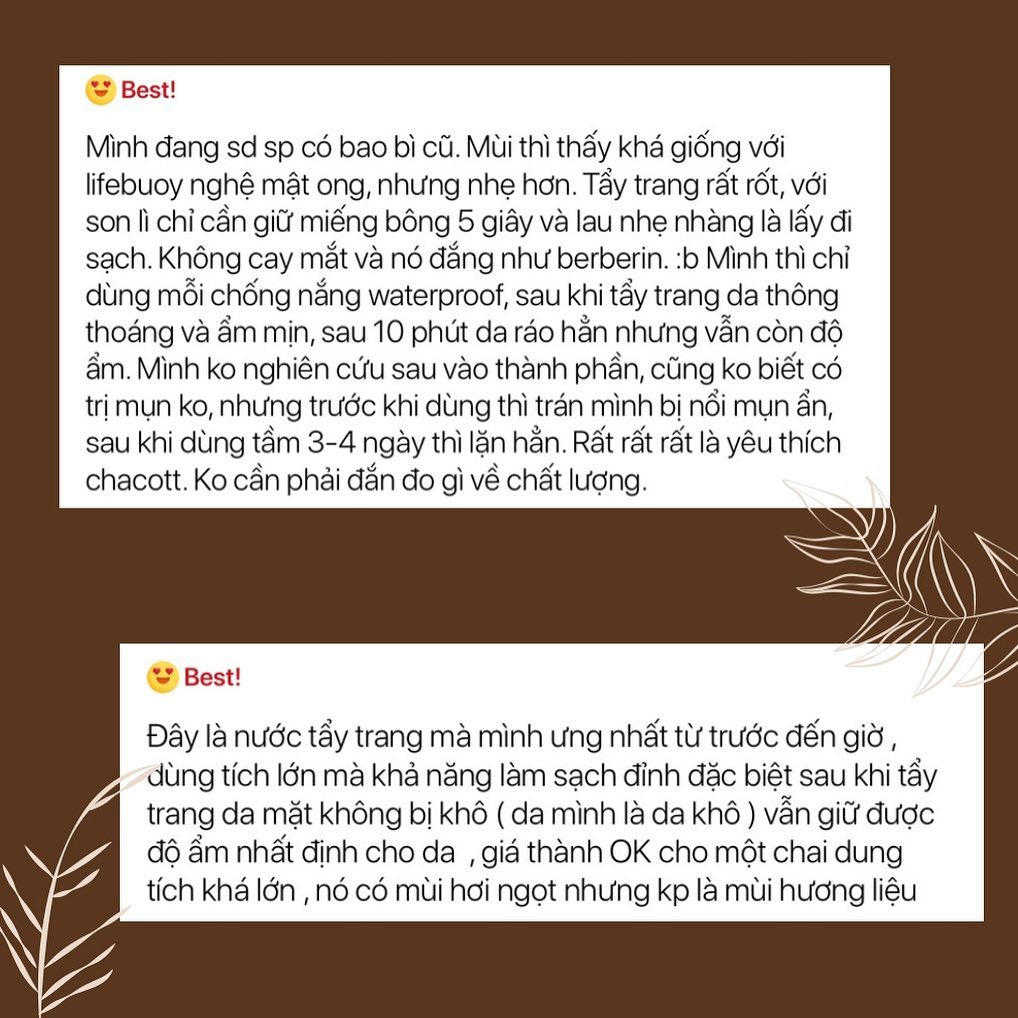 Best!
Mình đang sd sp có bao bì cũ. Mùi thì thấy khá giống với
lifebuoy nghệ mật ong, nhưng nhẹ hơn. Tẩy trang rất rốt, với
son lì chỉ cần giữ miếng bông 5 giây và lau nhẹ nhàng là lấy đi
sạch. Không cay mắt và nó đắng như berberin. :b Mình thì chỉ
dùng mỗi chống nắng waterproof, sau khi tẩy trang da thông
thoáng và ẩm mịn, sau 10 phút da ráo hẳn nhưng vẫn còn độ
ẩm. Mình ko nghiên cứu sau vào thành phần, cũng ko biết có
trị mụn ko, nhưng trước khi dùng thì trán mình bị nổi mụn ẩn,
sau khi dùng tầm 3-4 ngày thì lặn hẳn. Rất rất rất là yêu thích
chacott. Ko cần phải đắn đo gì về chất lượng.
Best!
Đây là nước tẩy trang mà mình ưng nhất từ trước đến giờ ,
dùng tích lớn mà khả năng làm sạch đỉnh đặc biệt sau khi tẩy
trang da mặt không bị khô ( da mình là da khô ) vẫn giữ được
độ ẩm nhất định cho da , giá thành OK cho một chai dung
tích khá lớn , nó có mùi hơi ngọt nhưng kp là mùi hương liệu